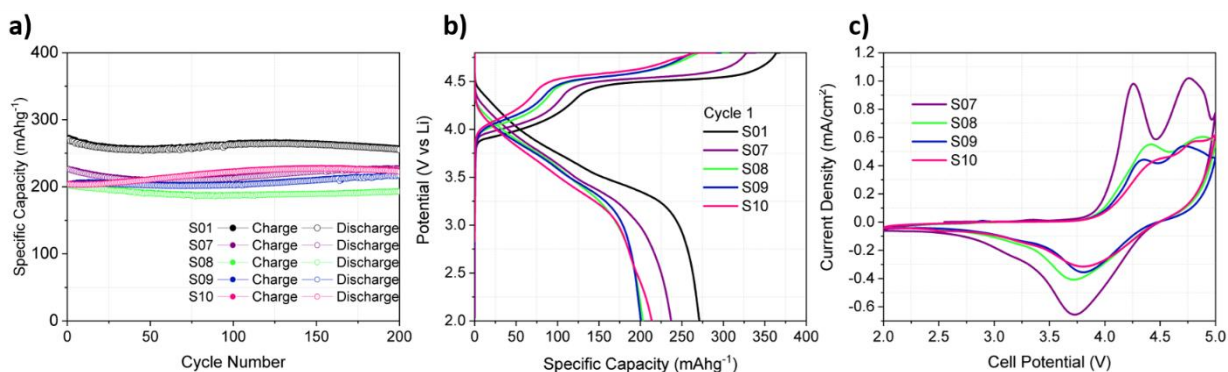 a)
400
300
250
200
100
0
Specific Capacity (mAhg⁻¹)
S01 Charge Discharge
S07 Charge Discharge
S08 Charge Discharge
S09 Charge Discharge
S10 Charge Discharge
0 50 100 150 200
Cycle Number
b)
4.5
4.0
3.5
3.0
2.5
2.0
Potential (V vs Li)
Cycle 1
S01
S07
S08
S09
S10
0 50 100 150 200 250 300 350 400
Specific Capacity (mAhg⁻¹)
c)
1.2
1.0
0.8
0.6
0.4
0.2
0.0
-0.2
-0.4
-0.6
Current Density (mA/cm²)
S07
S08
S09
S10
2.0 2.5 3.0 3.5 4.0 4.5 5.0
Cell Potential (V)